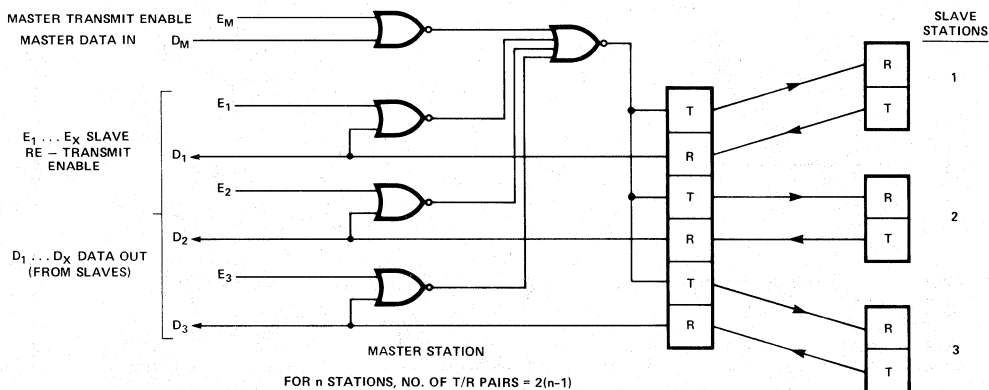 MASTER TRANSMIT ENABLE E_M
MASTER DATA IN D_M
SLAVE
STATIONS
R
T
1
E_1
E_1 ... E_X SLAVE
RE – TRANSMIT
ENABLE
D_1
T
R
E_2
D_2
T
R
R
T
2
D_1 ... D_X DATA OUT
(FROM SLAVES)
E_3
D_3
T
R
R
T
3
MASTER STATION
FOR n STATIONS, NO. OF T/R PAIRS = 2(n–1)